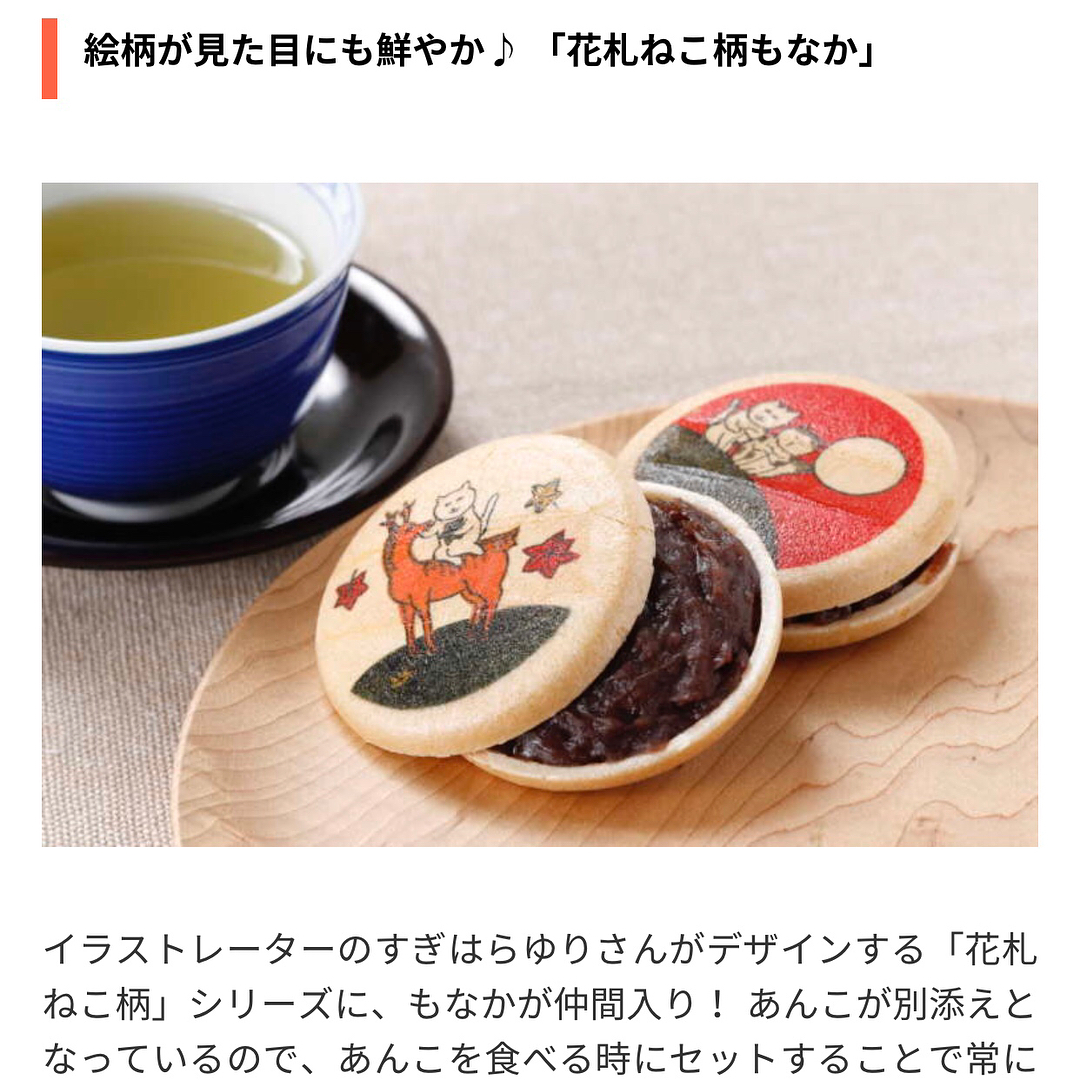 絵柄が見た目にも鮮やか♪ 「花札ねこ柄もなか」
イラストレーターのすぎはらゆりさんがデザインする「花札
ねこ柄」シリーズに、もなかが仲間入り！ あんこが別添えと
なっているので、あんこを食べる時にセットすることで常に